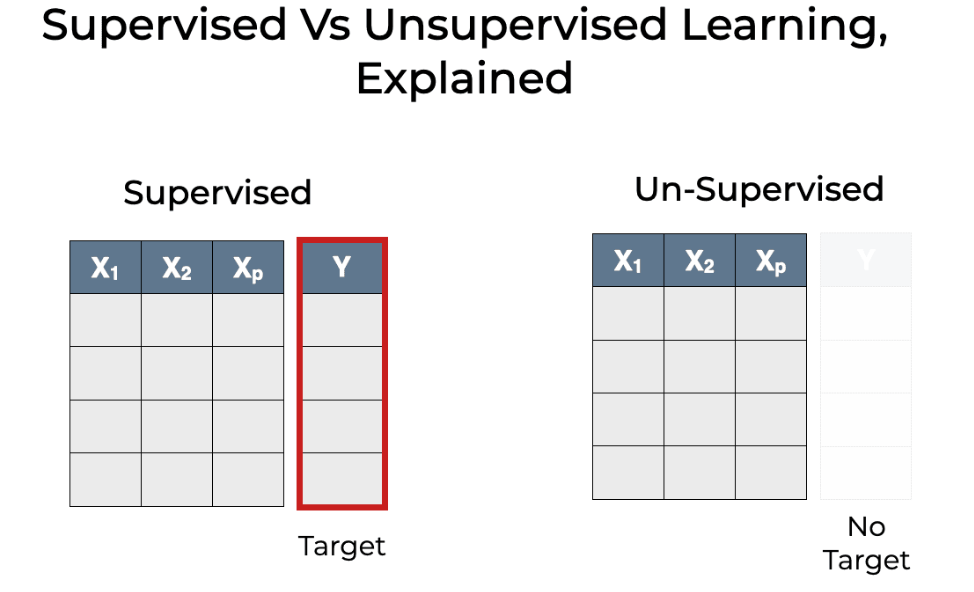 Supervised Vs Unsupervised Learning,
Explained
Supervised
X₁ X₂ Xₚ Y
Target
Un-Supervised
X₁ X₂ Xₚ Y
No
Target